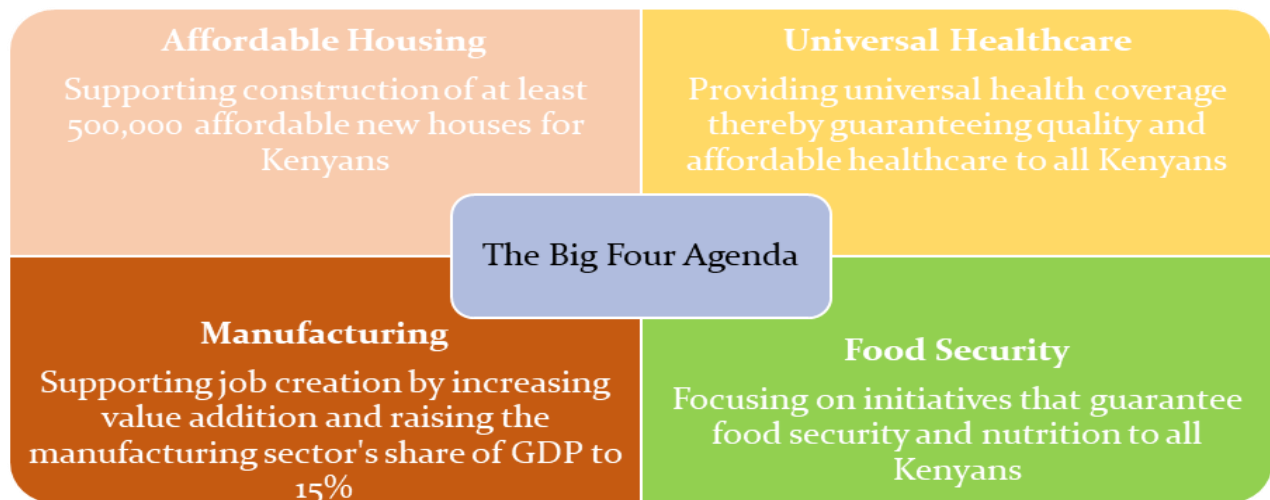 Affordable Housing
Supporting construction of at least
500,000 affordable new houses for
Kenyans
Universal Healthcare
Providing universal health coverage
thereby guaranteeing quality and
affordable healthcare to all Kenyans
The Big Four Agenda
Manufacturing
Supporting job creation by increasing
value addition and raising the
manufacturing sector's share of GDP to
15%
Food Security
Focusing on initiatives that guarantee
food security and nutrition to all
Kenyans